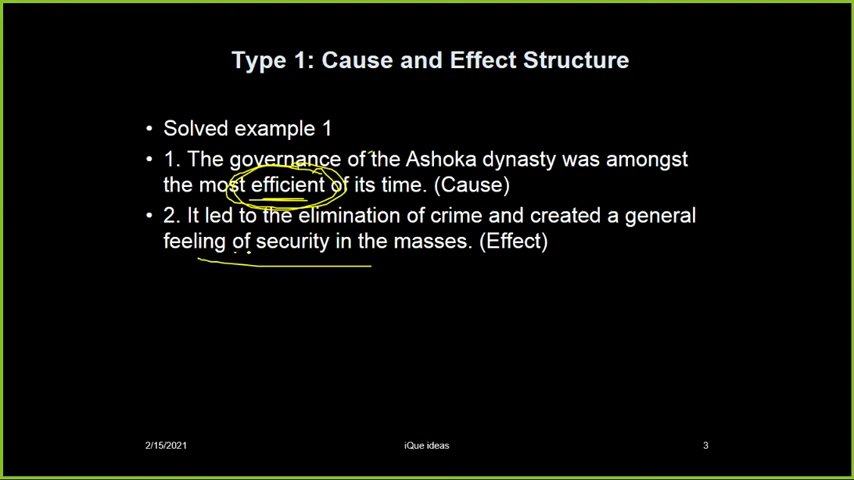 Type 1: Cause and Effect Structure
• Solved example 1
• 1. The governance of the Ashoka dynasty was amongst
the most efficient of its time. (Cause)
• 2. It led to the elimination of crime and created a general
feeling of security in the masses. (Effect)
2/15/2021
iQue ideas
3